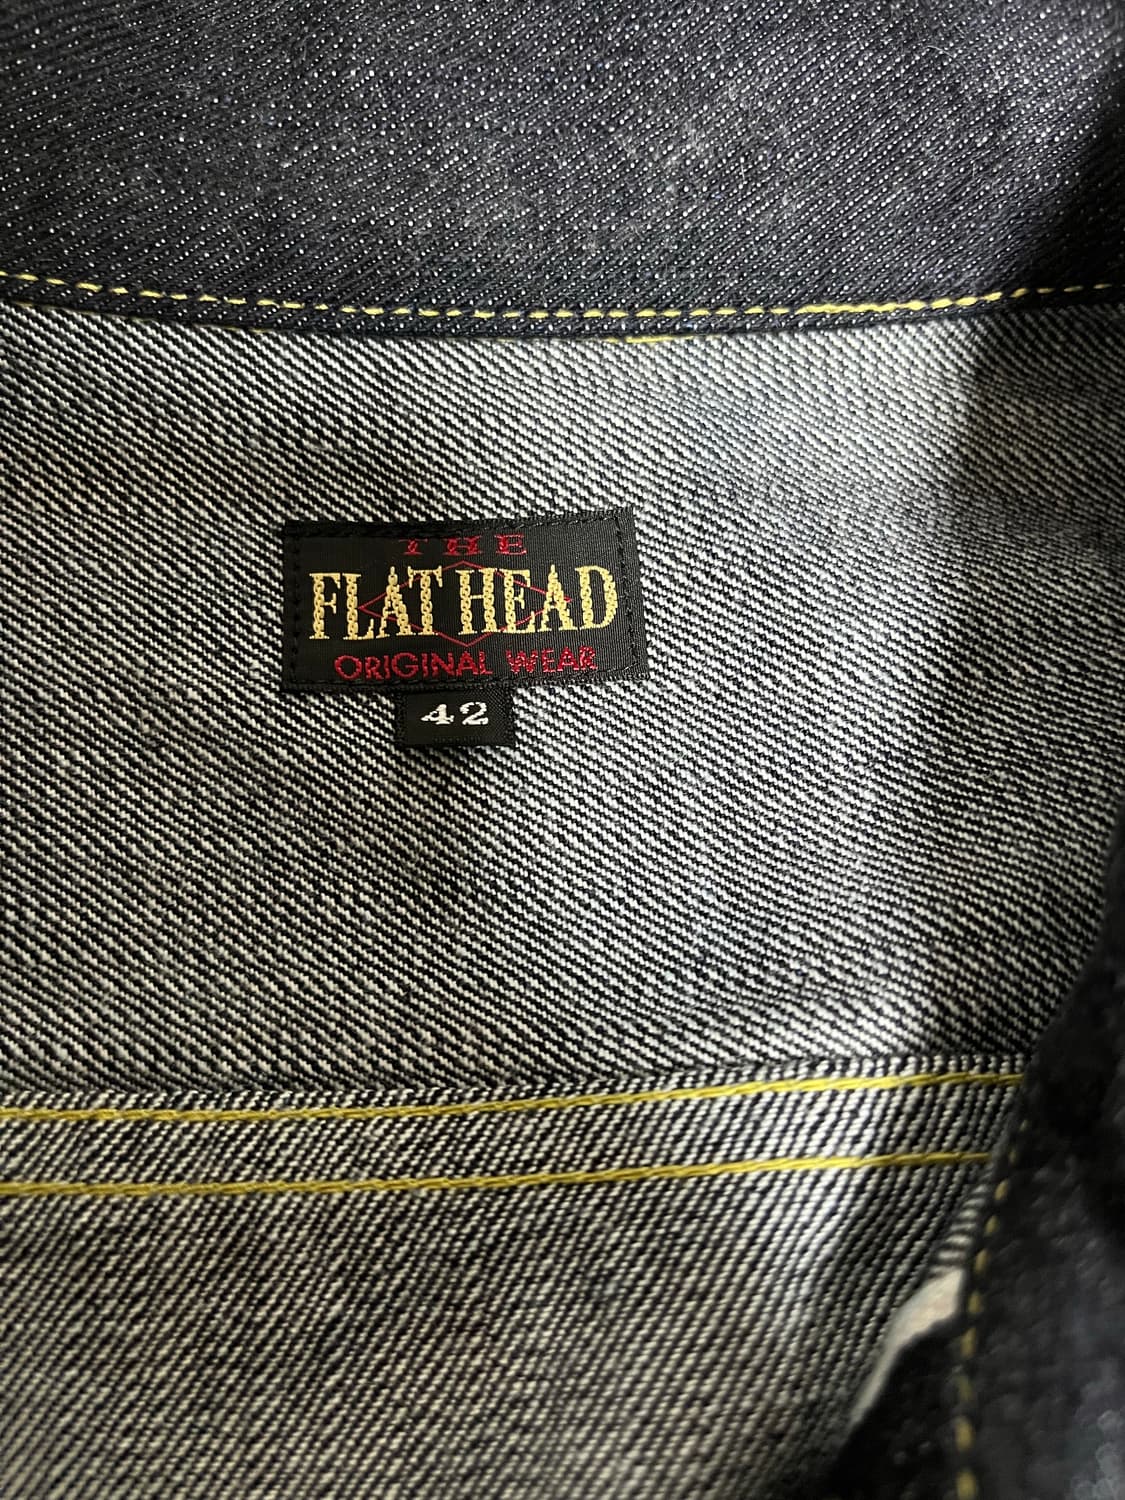 THE
FLAT HEAD
ORIGINAL WEAR
42